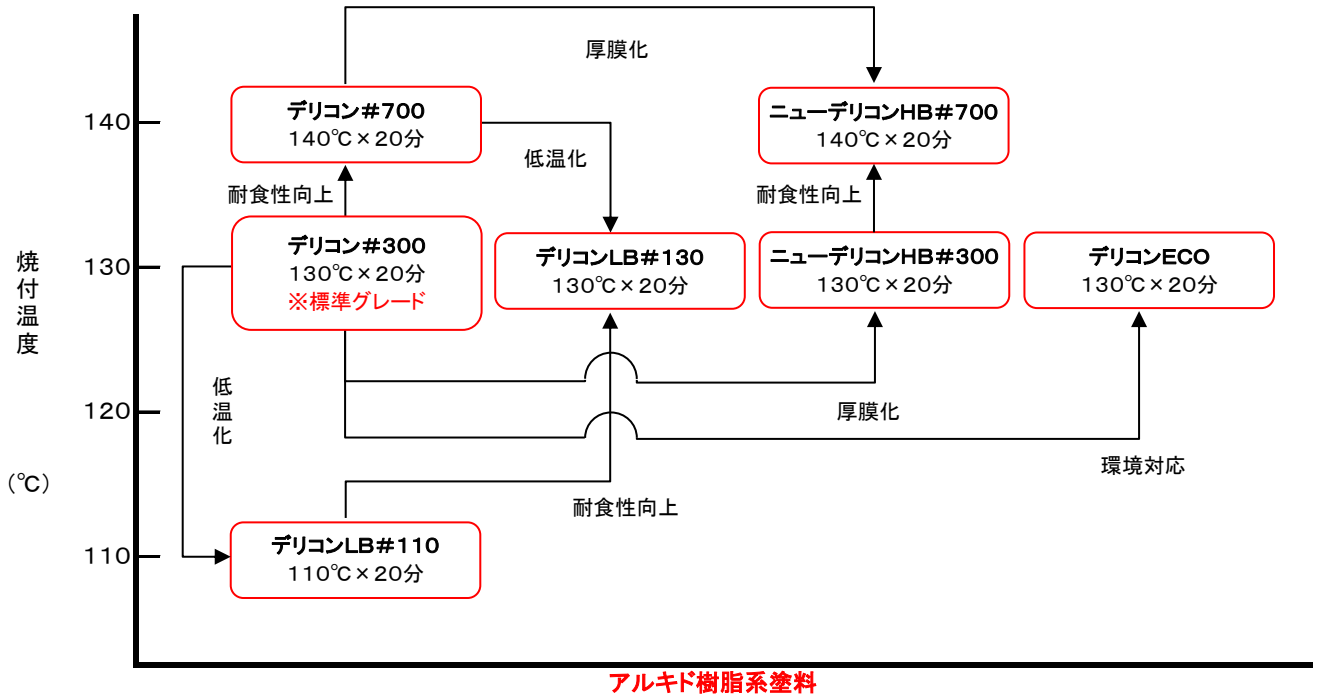 厚膜化
140
デリコン#700
140℃×20分
ニューデリコンHB#700
140℃×20分
低温化
耐食性向上
耐食性向上
焼付温度
(℃)
130
デリコン#300
130℃×20分
※標準グレード
デリコンLB#130
130℃×20分
ニューデリコンHB#300
130℃×20分
デリコンECO
130℃×20分
低温化
120
厚膜化
環境対応
耐食性向上
110
デリコンLB#110
110℃×20分
アルキド樹脂系塗料